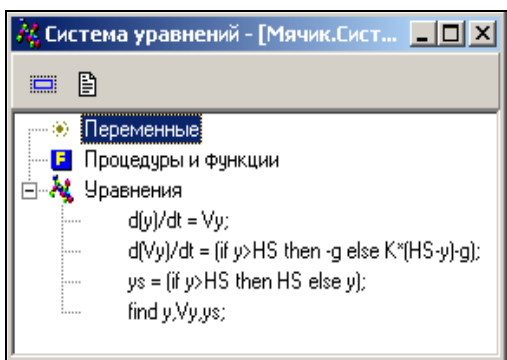 Система уравнений - [Мячик.Сист...
Переменные
F Процедуры и функции
Уравнения
d(y)/dt = Vy;
d(Vy)/dt = (if y>HS then -g else K*(HS-y)-g);
ys = (if y>HS then HS else y);
find y,Vy,ys;